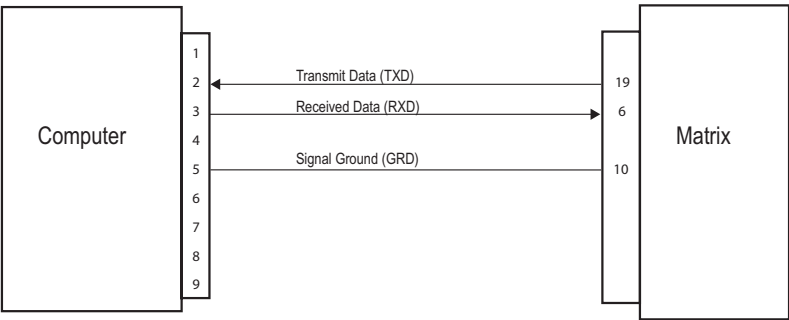 Computer
1
2
3
4
5
6
7
8
9
Transmit Data (TXD)
Received Data (RXD)
Signal Ground (GRD)
19
6
10
Matrix